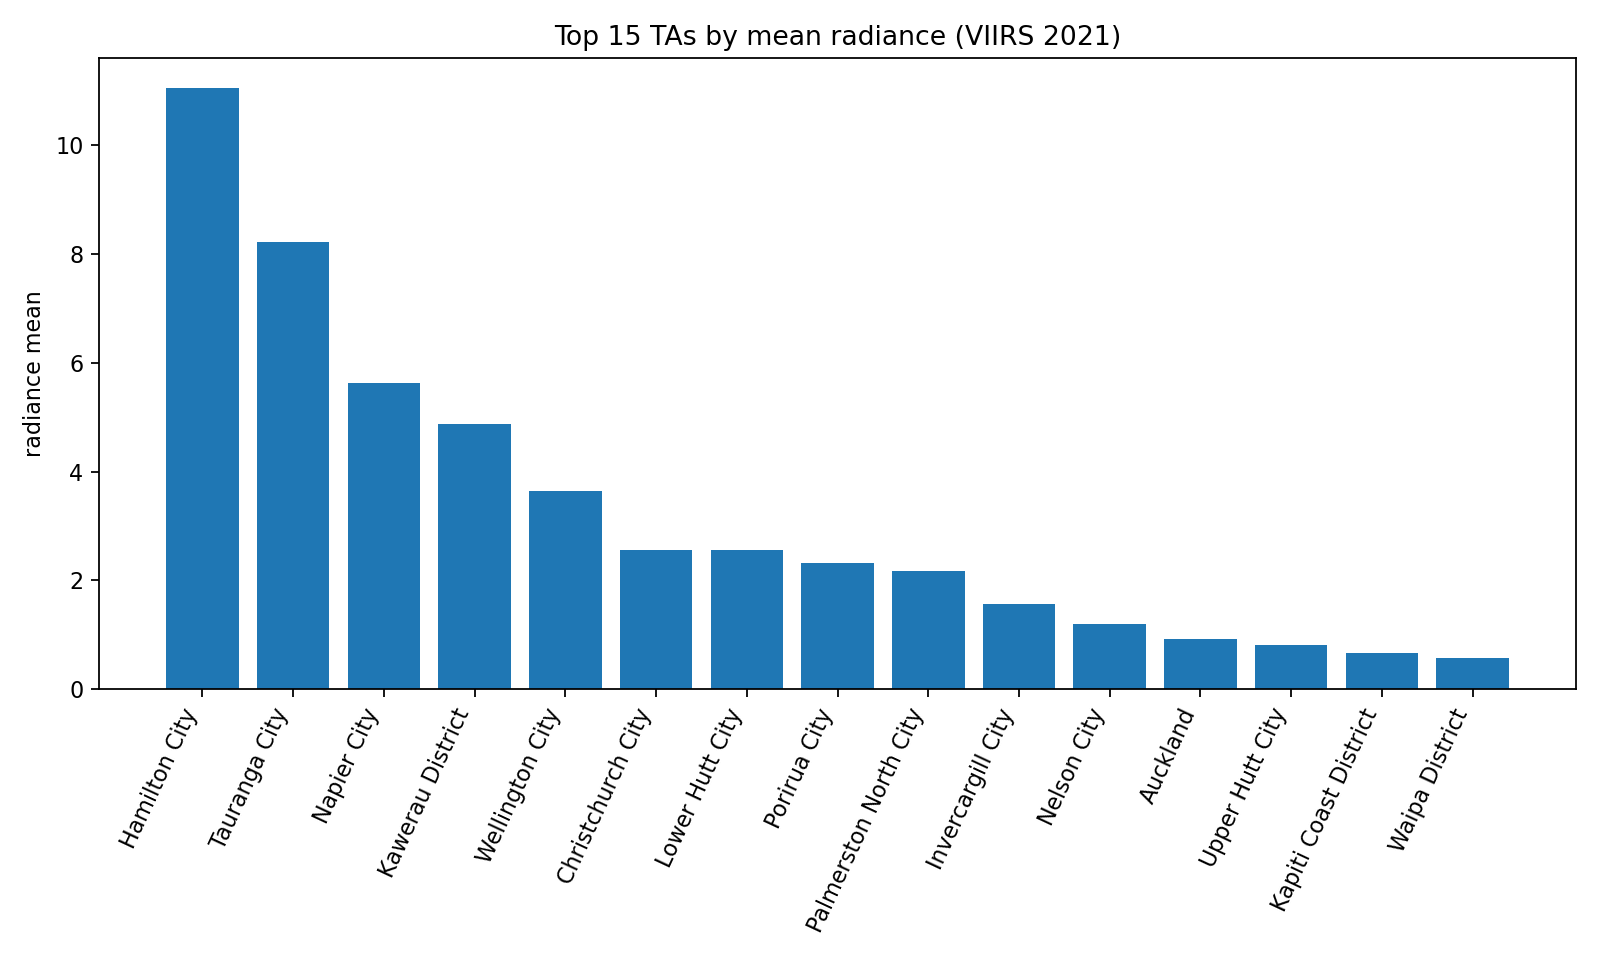 Top 15 TAs by mean radiance (VIIRS 2021)
radiance mean
10
8
6
4
2
0
Hamilton City
Tauranga City
Napier City
Kawerau District
Wellington City
Christchurch City
Lower Hutt City
Porirua City
Palmerston North City
Invercargill City
Nelson City
Auckland
Upper Hutt City
Kapiti Coast District
Waipa District